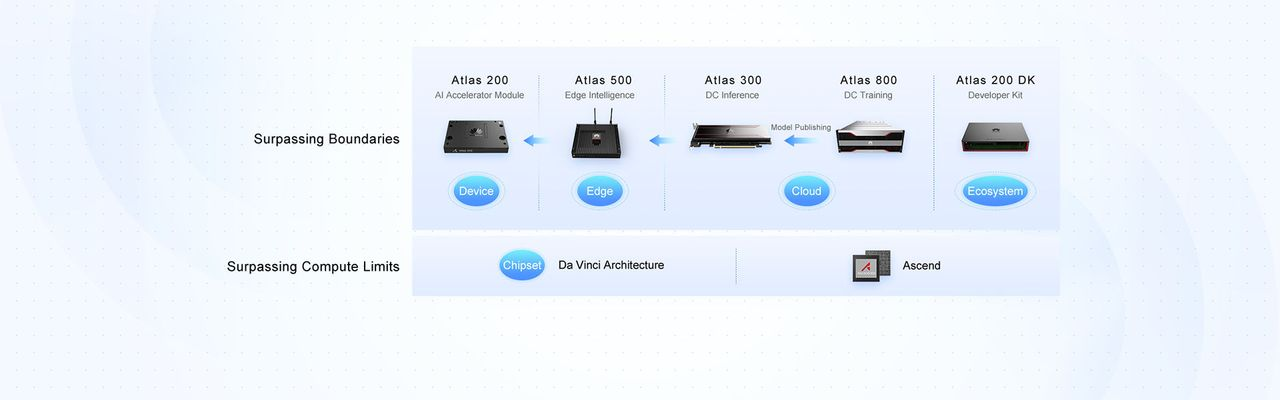 Atlas 200
AI Accelerator Module
Atlas 500
Edge Intelligence
Atlas 300
DC Inference
Atlas 800
DC Training
Atlas 200 DK
Developer Kit
Surpassing Boundaries
Model Publishing
Device
Edge
Cloud
Ecosystem
Surpassing Compute Limits
Chipset
Da Vinci Architecture
Ascend